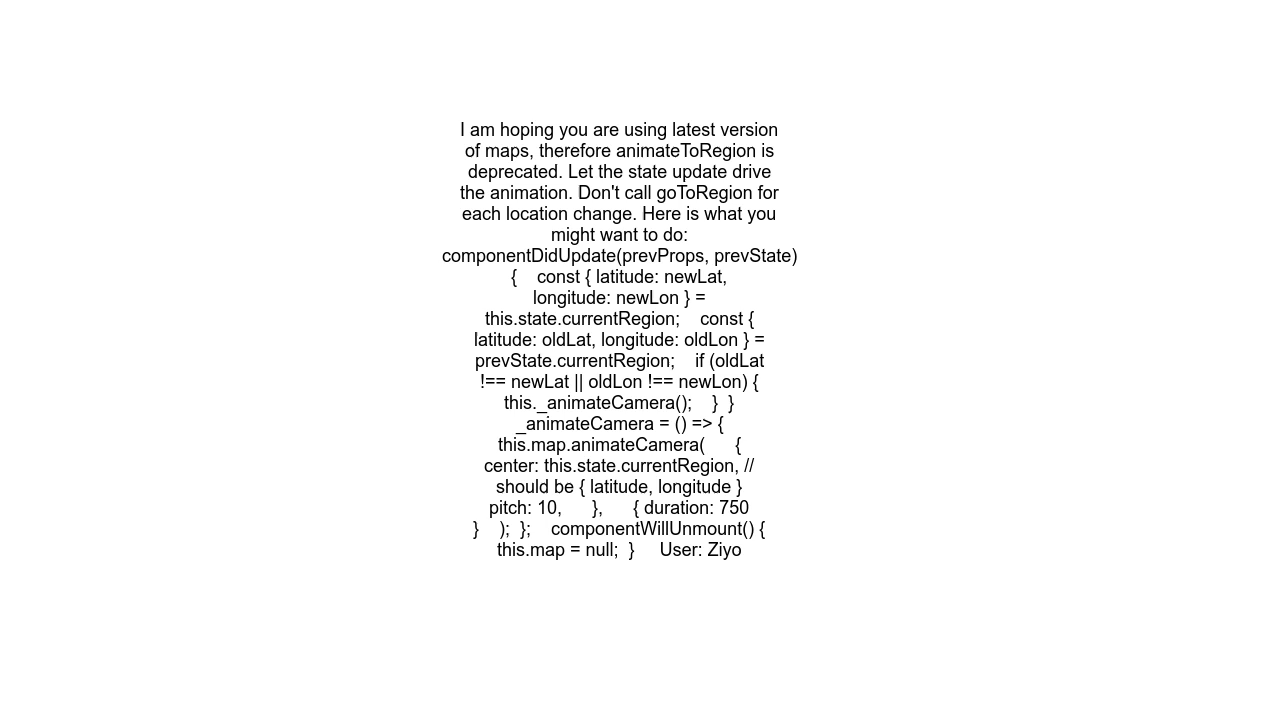 I am hoping you are using latest version
of maps, therefore animateToRegion is
deprecated. Let the state update drive
the animation. Don't call goToRegion for
each location change. Here is what you
might want to do:
componentDidUpdate(prevProps, prevState)
{    const { latitude: newLat,
longitude: newLon } =
this.state.currentRegion;    const {
latitude: oldLat, longitude: oldLon } =
prevState.currentRegion;    if (oldLat
!== newLat || oldLon !== newLon) {
this._animateCamera();    }  }
_animateCamera = () => {
this.map.animateCamera(      {
center: this.state.currentRegion, //
should be { latitude, longitude }
pitch: 10,      },      { duration: 750
}    );  };    componentWillUnmount() {
this.map = null;  }     User: Ziyo